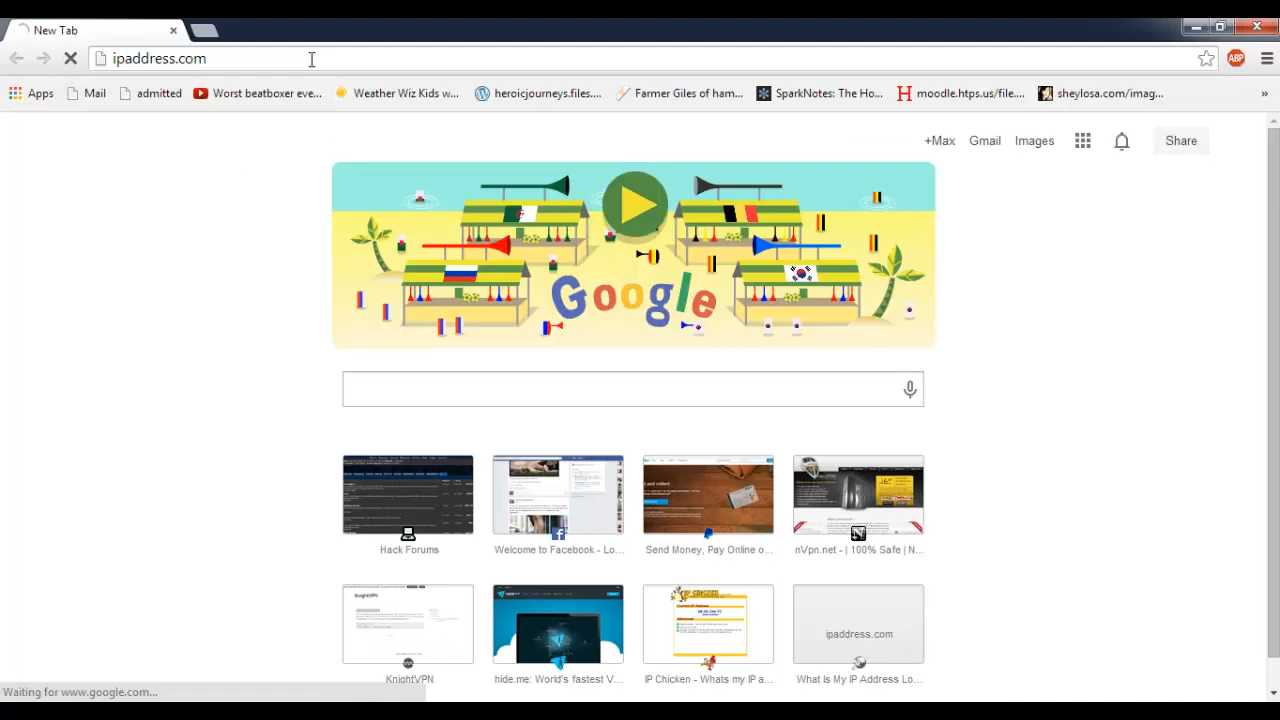 New Tab
ipaddress.com
ABP
Apps Mail admitted Worst beatboxer eve... Weather Wiz Kids w... heroicjourneys.files.... Farmer Giles of ham... SparkNotes: The Ho... moodle.htps.us/file.... sheylosa.com/imag... »
+Max Gmail Images Share
Google
Hack Forums Welcome to Facebook - Lo... Send Money, Pay Online o... nVpn.net - | 100% Safe | N...
KnightVPN
ipaddress.com
KnightVPN hide.me: World's fastest V... IP Chicken - Whats my IP a... What Is My IP Address Lo...
Waiting for www.google.com...